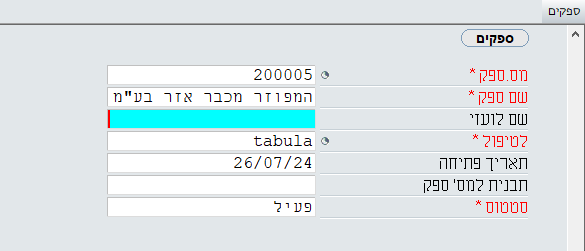 ספקים
ספקים
מס.ספק * 200005
שם ספק * המפוזר מכבר אזר בע"מ
שם לועזי
לטיפול * tabula
תאריך פתיחה 26/07/24
תבנית למס' ספק
סטטוס * פעיל